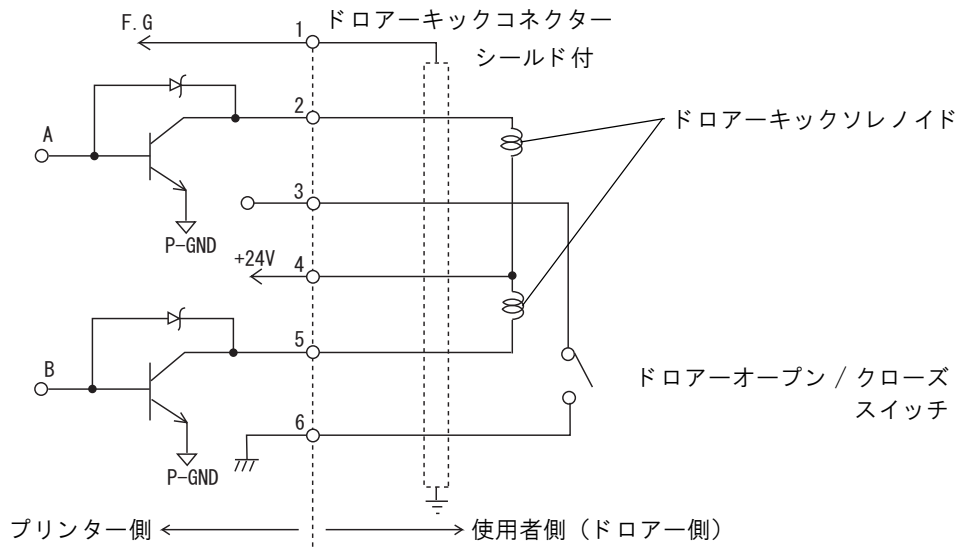 F.G
1
ドロアーキックコネクター
シールド付
2
A
ドロアーキックソレノイド
3
P-GND
+24V
4
5
B
ドロアーオープン / クローズ
スイッチ
6
P-GND
プリンター側
使用者側（ドロアー側）